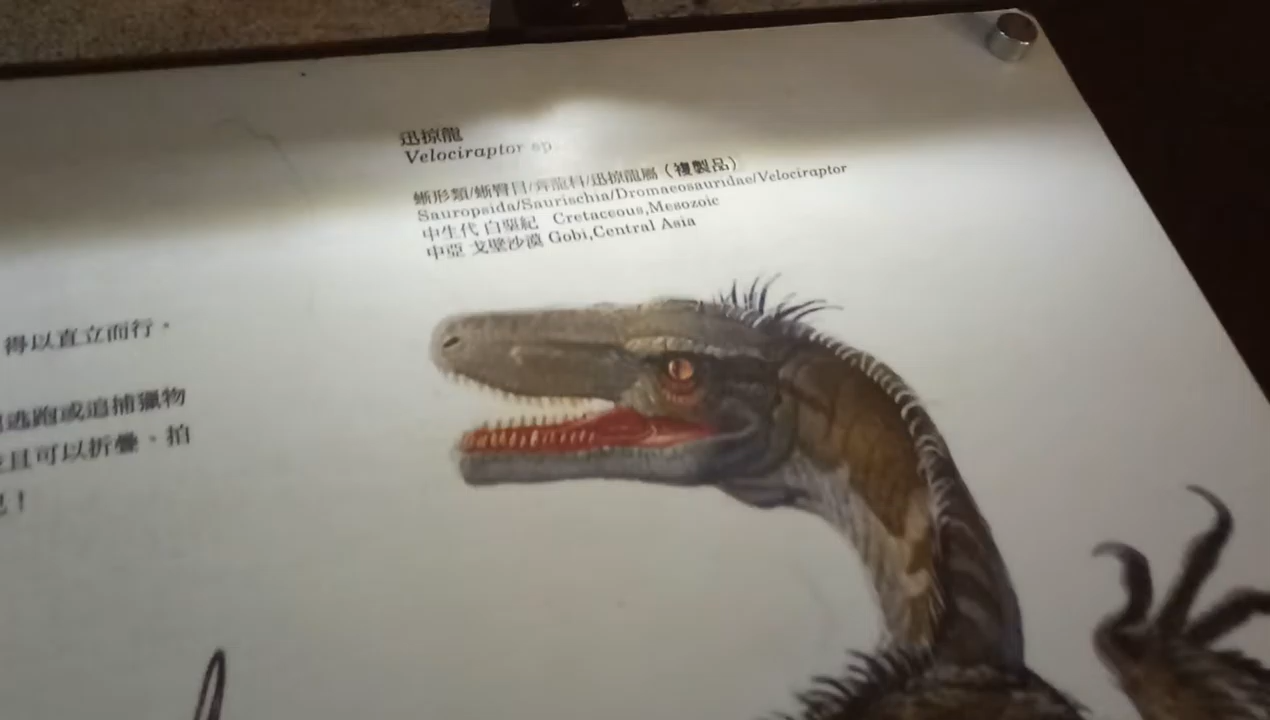 迅掠龍
Velociraptor sp
蜥形類/蜥臀目/奔龍科/迅掠龍屬（複製品）
Sauropsida/Saurischia/Dromaeosauridae/Velociraptor
中生代 白堊紀 Cretaceous,Mesozoic
中亞 戈壁沙漠 Gobi,Central Asia
得以直立而行。
逃跑或追捕獵物
且可以折疊、拍
！